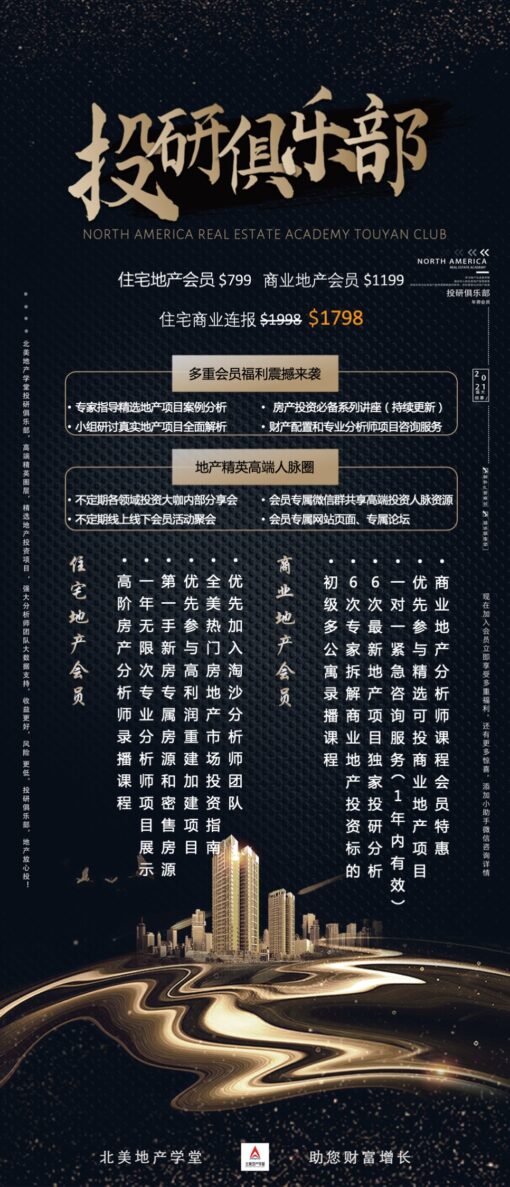 投研俱乐部
NORTH AMERICA REAL ESTATE ACADEMY TOUYAN CLUB
NORTH AMERICA
REAL ESTATE ACADEMY
投研俱乐部
年费会员
住宅地产会员 $799 商业地产会员 $1199
住宅商业连报 $1998 $1798
多重会员福利震撼来袭
• 专家指导精选地产项目案例分析
• 房产投资必备系列讲座（持续更新）
• 小组研讨真实地产项目全面解析
• 财产配置和专业分析师项目咨询服务
地产精英高端人脉圈
• 不定期各领域投资大咖内部分享会
• 会员专属微信群共享高端投资人脉资源
• 不定期线上线下会员活动聚会
• 会员专属网站页面、专属论坛
商业地产会员
• 商业地产分析师课程会员特惠
• 优先参与精选可投商业地产项目
• 一对一紧急咨询服务(1年内有效)
• 6次最新地产项目独家投研分析
• 6次专家拆解商业地产投资标的
• 初级多公寓录播课程
住宅地产会员
• 优先加入淘沙分析师团队
• 全美热门房地产市场投资指南
• 优先参与高利润重建加建项目
• 第一手新房专属房源和密售房源
• 一年无限次专业分析师项目展示
• 高阶房产分析师录播课程
北美地产学堂投研俱乐部，高端精英圈层，精选地产投资项目，强大分析师团队大数据支持，收益更好，风险更低，投研俱乐部，地产放心投！
现在加入会员立即享受多重福利，还有更多惊喜，添加小助手微信咨询详情
北美地产学堂
北美地产学堂
助您财富增长